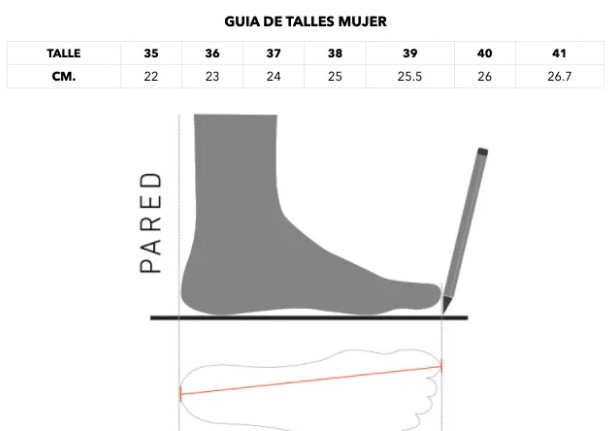 GUIA DE TALLES MUJER
TALLE 35 36 37 38 39 40 41
CM. 22 23 24 25 25.5 26 26.7
PARED